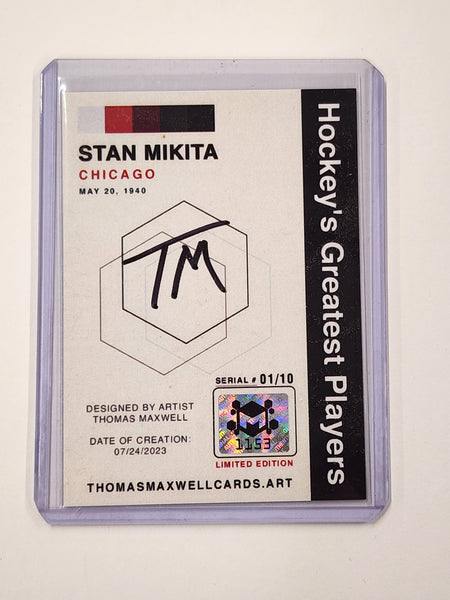 STAN MIKITA
CHICAGO
MAY 20, 1940
TM
Hockey's Greatest Players
SERIAL # 01/10
1153
LIMITED EDITION
DESIGNED BY ARTIST
THOMAS MAXWELL
DATE OF CREATION:
07/24/2023
THOMASMAXWELLCARDS.ART